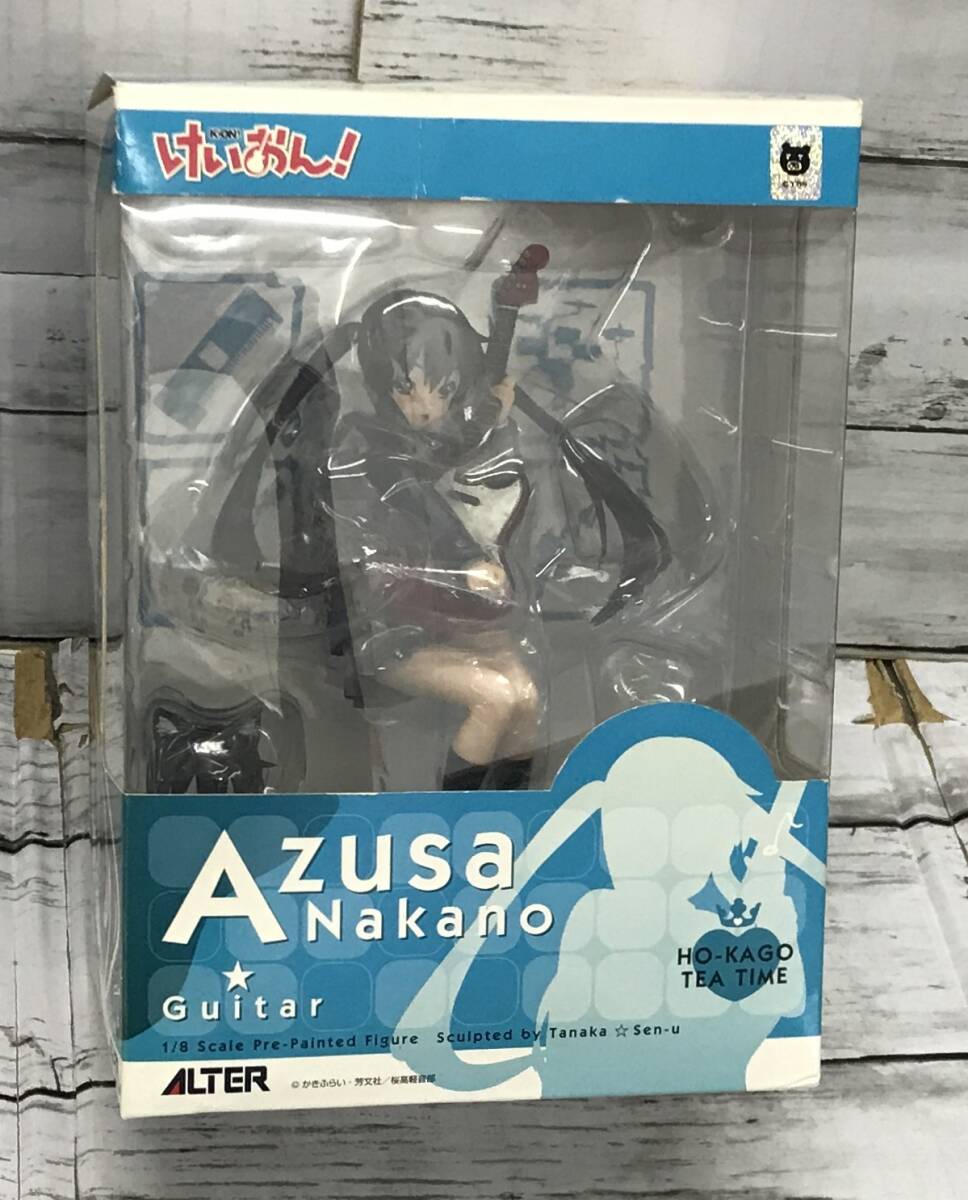 K-ON!
けいおん!
Azusa
Nakano
HO-KAGO
TEA TIME
★
Guitar
1/8 Scale Pre-Painted Figure Sculpted by Tanaka ☆ Sen-u
ALTER
©かきふらい・芳文社/桜高軽音部